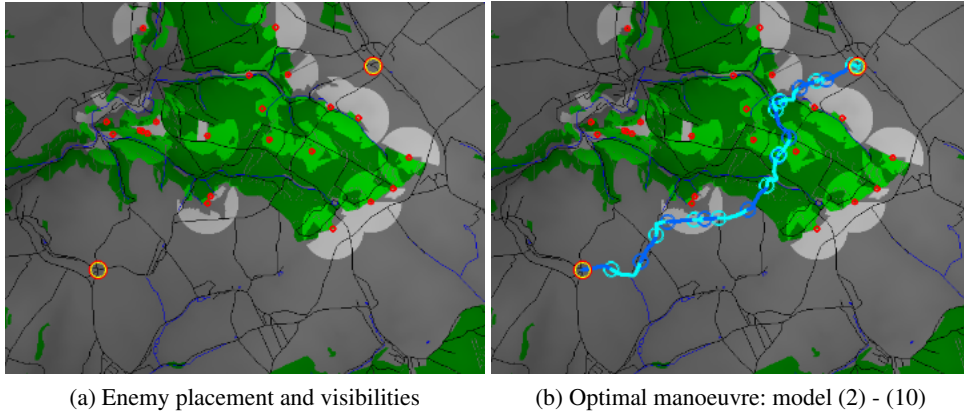 (a) Enemy placement and visibilities
(b) Optimal manoeuvre: model (2) - (10)